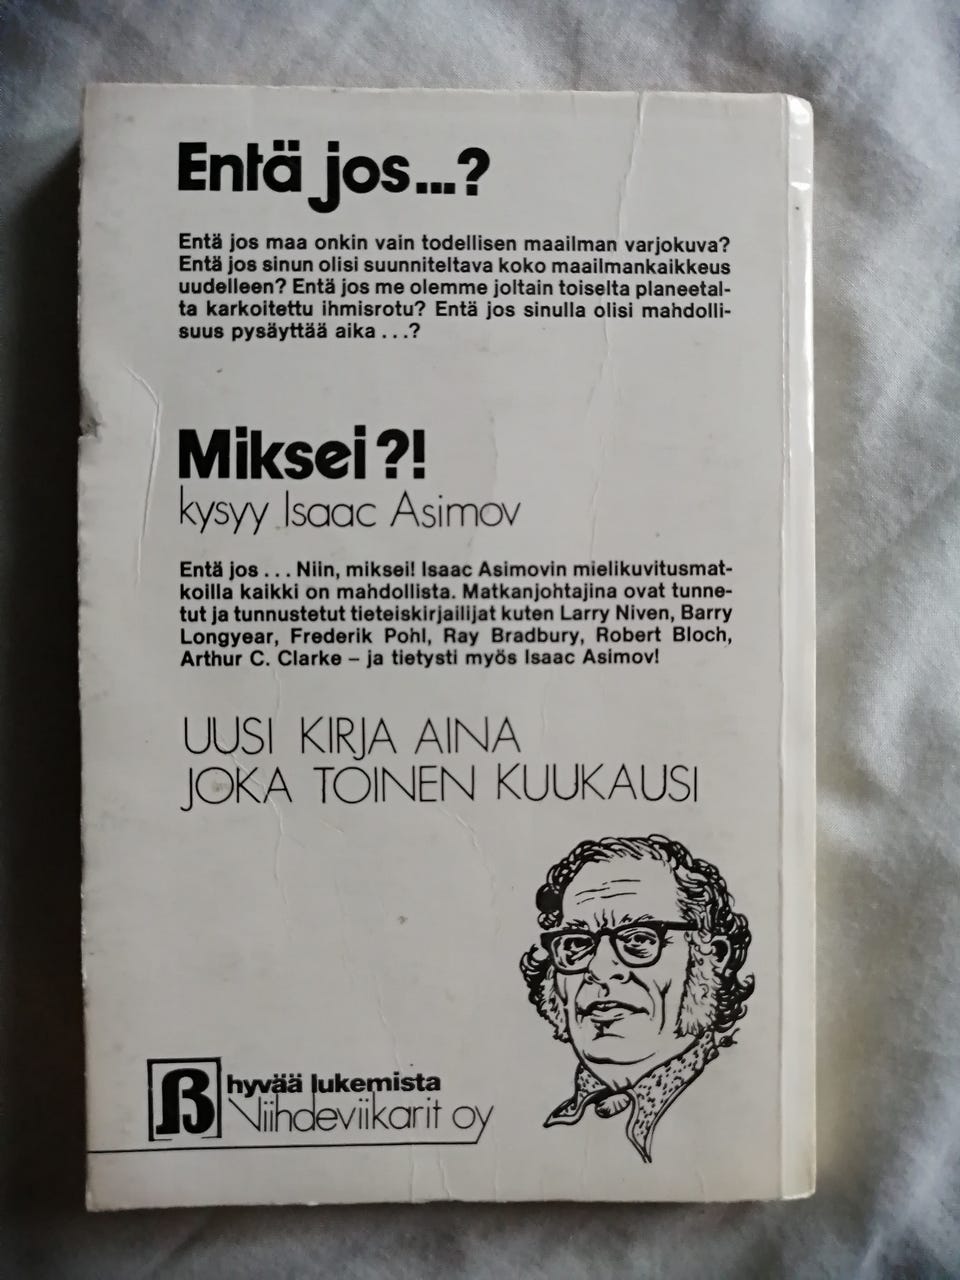 Entä jos...?
Entä jos maa onkin vain todellisen maailman varjokuva?
Entä jos sinun olisi suunniteltava koko maailmankaikkeus
uudelleen? Entä jos me olemme joltain toiselta planeetal-
ta karkoitettu ihmisrotu? Entä jos sinulla olisi mahdolli-
suus pysäyttää aika ...?
Miksei?!
kysyy Isaac Asimov
Entä jos ... Niin, miksei! Isaac Asimovin mielikuvitusmat-
koilla kaikki on mahdollista. Matkanjohtajina ovat tunne-
tut ja tunnustetut tieteiskirjailijat kuten Larry Niven, Barry
Longyear, Frederik Pohl, Ray Bradbury, Robert Bloch,
Arthur C. Clarke – ja tietysti myös Isaac Asimov!
UUSI KIRJA AINA
JOKA TOINEN KUUKAUSI
hyvää lukemista
Viihdeviikarit oy